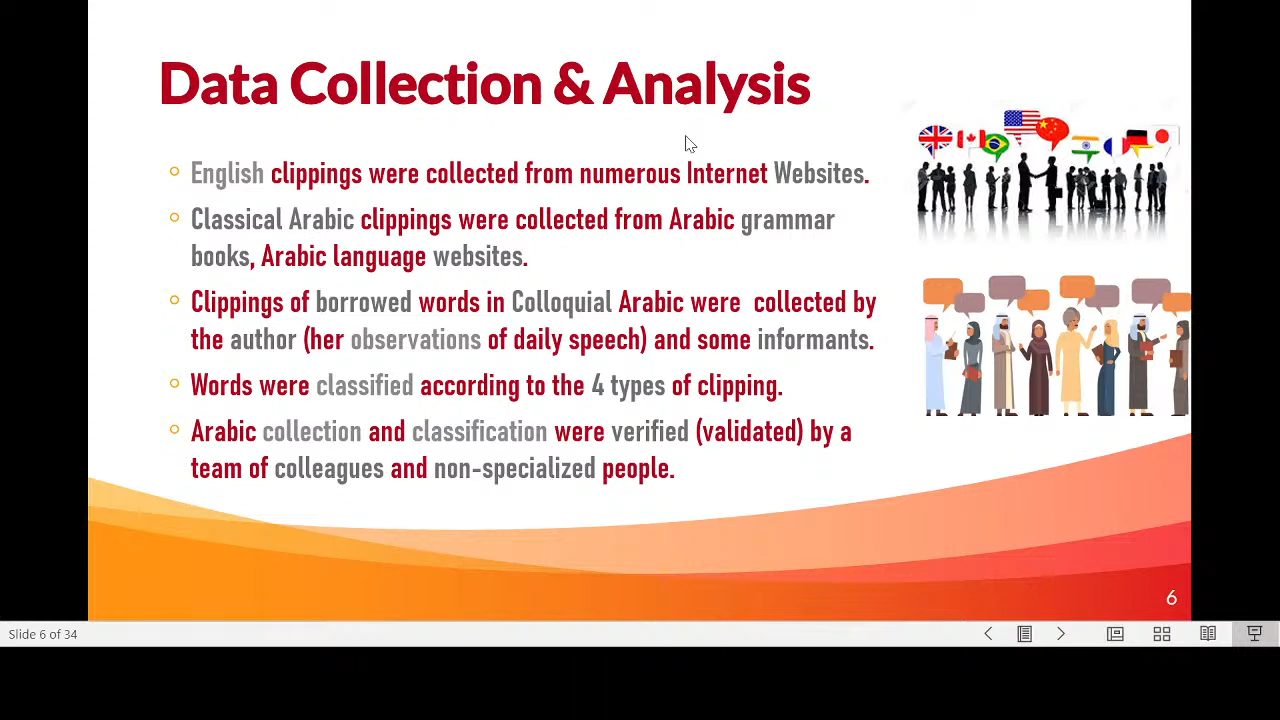 Data Collection & Analysis
English clippings were collected from numerous Internet Websites.
Classical Arabic clippings were collected from Arabic grammar
books, Arabic language websites.
Clippings of borrowed words in Colloquial Arabic were collected by
the author (her observations of daily speech) and some informants.
Words were classified according to the 4 types of clipping.
Arabic collection and classification were verified (validated) by a
team of colleagues and non-specialized people.
6
Slide 6 of 34